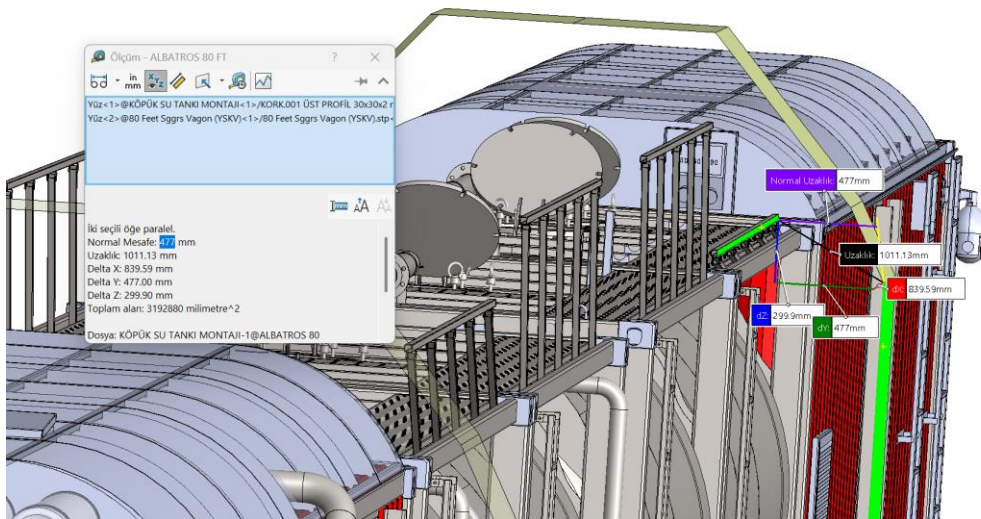 Ölçüm - ALBATROS 80 FT
?
in
mm
XYZ
Yüz<1>@KÖPÜK SU TANKI MONTAJI<1>/KORK.001 ÜST PROFİL 30x30x2 r
Yüz<2>@80 Feet Sggrs Vagon (YSKV)<1>/80 Feet Sggrs Vagon (YSKV).stp<
İki seçili öğe paralel.
Normal Mesafe: 477 mm
Uzaklık: 1011.13 mm
Delta X: 839.59 mm
Delta Y: 477.00 mm
Delta Z: 299.90 mm
Toplam alan: 3192880 milimetre^2
Dosya: KÖPÜK SU TANKI MONTAJI-1@ALBATROS 80
Normal Uzaklık: 477mm
Uzaklık: 1011.13mm
dX: 839.59mm
dZ: 299.9mm
dY: 477mm